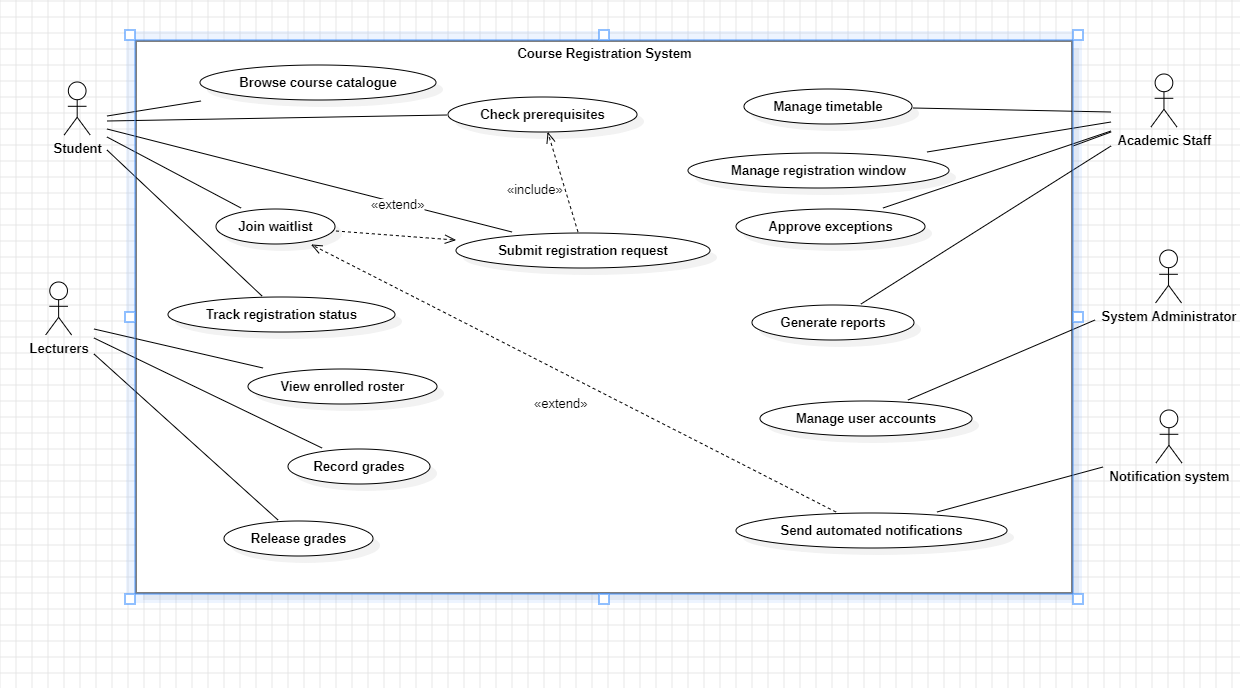 Course Registration System
Browse course catalogue
Check prerequisites
Manage timetable
Student
Academic Staff
Manage registration window
«include»
«extend»
Join waitlist
Approve exceptions
Submit registration request
Track registration status
System Administrator
Generate reports
Lecturers
View enrolled roster
«extend»
Manage user accounts
Record grades
Notification system
Send automated notifications
Release grades